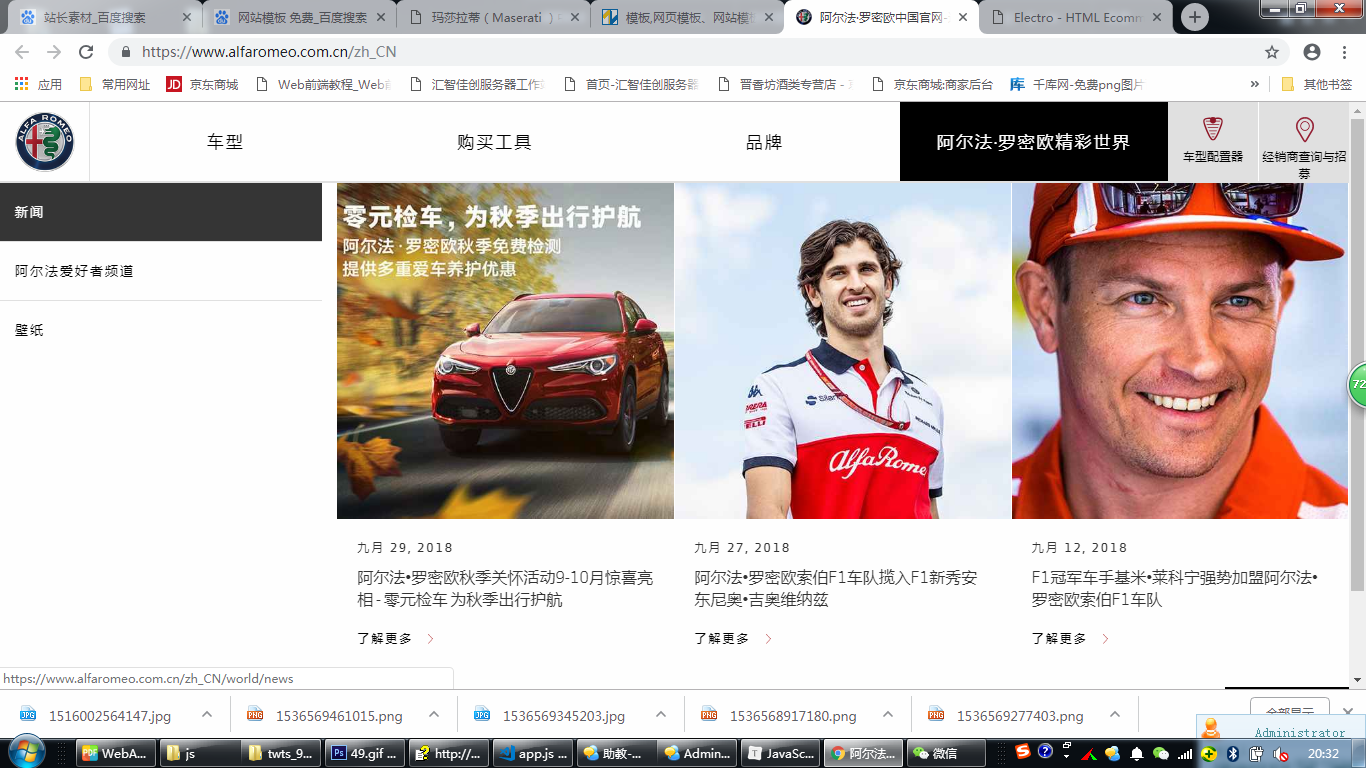 站长素材_百度搜索
网站模板 免费_百度搜索
玛莎拉蒂 ( Maserati )
模板,网页模板、网站模
阿尔法·罗密欧中国官网-
Electro - HTML Ecomm
https://www.alfaromeo.com.cn/zh_CN
应用
常用网址
JD 京东商城
Web前端教程_Web前
汇智佳创服务器工作
首页-汇智佳创服务器
晋香坊酒类专营店 -
京东商城:商家后台
库 千库网-免费png图片
»
其他书签
ALFA ROMEO
车型
购买工具
品牌
阿尔法·罗密欧精彩世界
车型配置器
经销商查询与招
募
新闻
阿尔法爱好者频道
壁纸
零元检车，为秋季出行护航
阿尔法·罗密欧秋季免费检测
提供多重爱车养护优惠
Alfa Romeo
72
九月 29, 2018
阿尔法•罗密欧秋季关怀活动9-10月惊喜亮
相 - 零元检车 为秋季出行护航
了解更多
九月 27, 2018
阿尔法•罗密欧索伯F1车队揽入F1新秀安
东尼奥•吉奥维纳兹
了解更多
九月 12, 2018
F1冠军车手基米•莱科宁强势加盟阿尔法•
罗密欧索伯F1车队
了解更多
https://www.alfaromeo.com.cn/zh_CN/world/news
JPG 1516002564147.jpg
PNG 1536569461015.png
JPG 1536569345203.jpg
PNG 1536568917180.png
PNG 1536569277403.png
全部显示
Administrator
PDF WebA...
js
twts_9...
Ps 49.gif ...
http://...
app.js ...
助教-...
Admin...
T JavaSc...
阿尔法...
微信
20:32